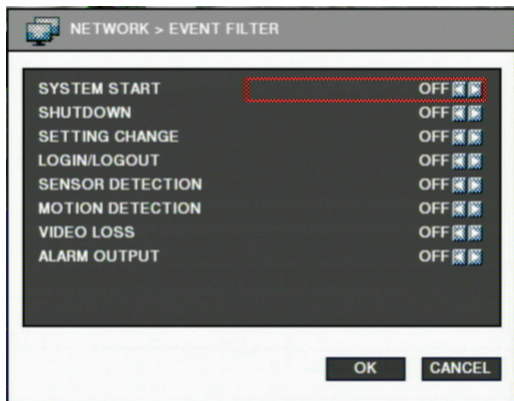 NETWORK > EVENT FILTER
SYSTEM START OFF
SHUTDOWN OFF
SETTING CHANGE OFF
LOGIN/LOGOUT OFF
SENSOR DETECTION OFF
MOTION DETECTION OFF
VIDEO LOSS OFF
ALARM OUTPUT OFF
OK CANCEL